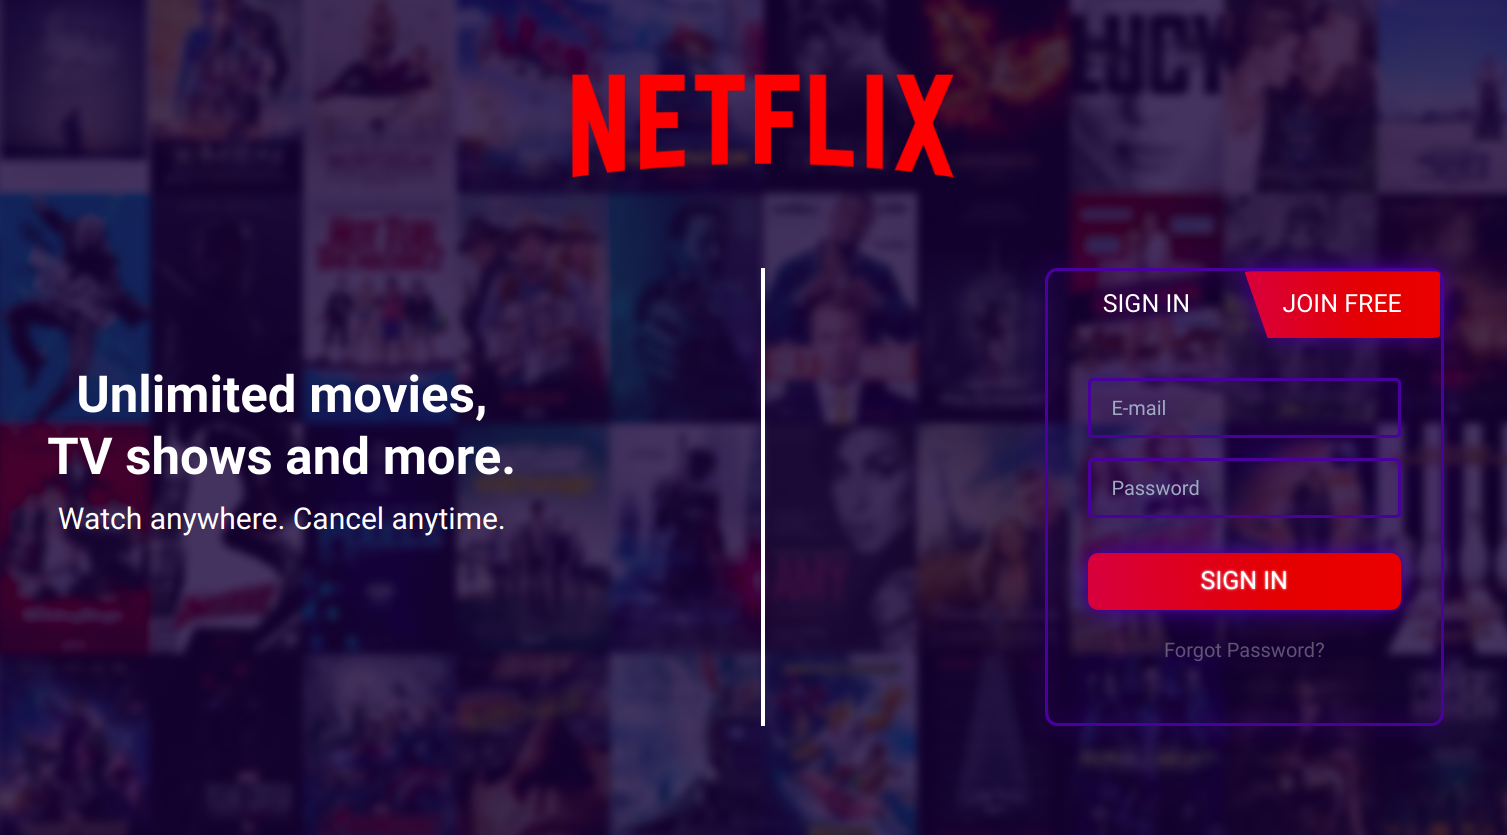 NETFLIX
Unlimited movies,
TV shows and more.
Watch anywhere. Cancel anytime.
SIGN IN
JOIN FREE
E-mail
Password
SIGN IN
Forgot Password?
LUCY